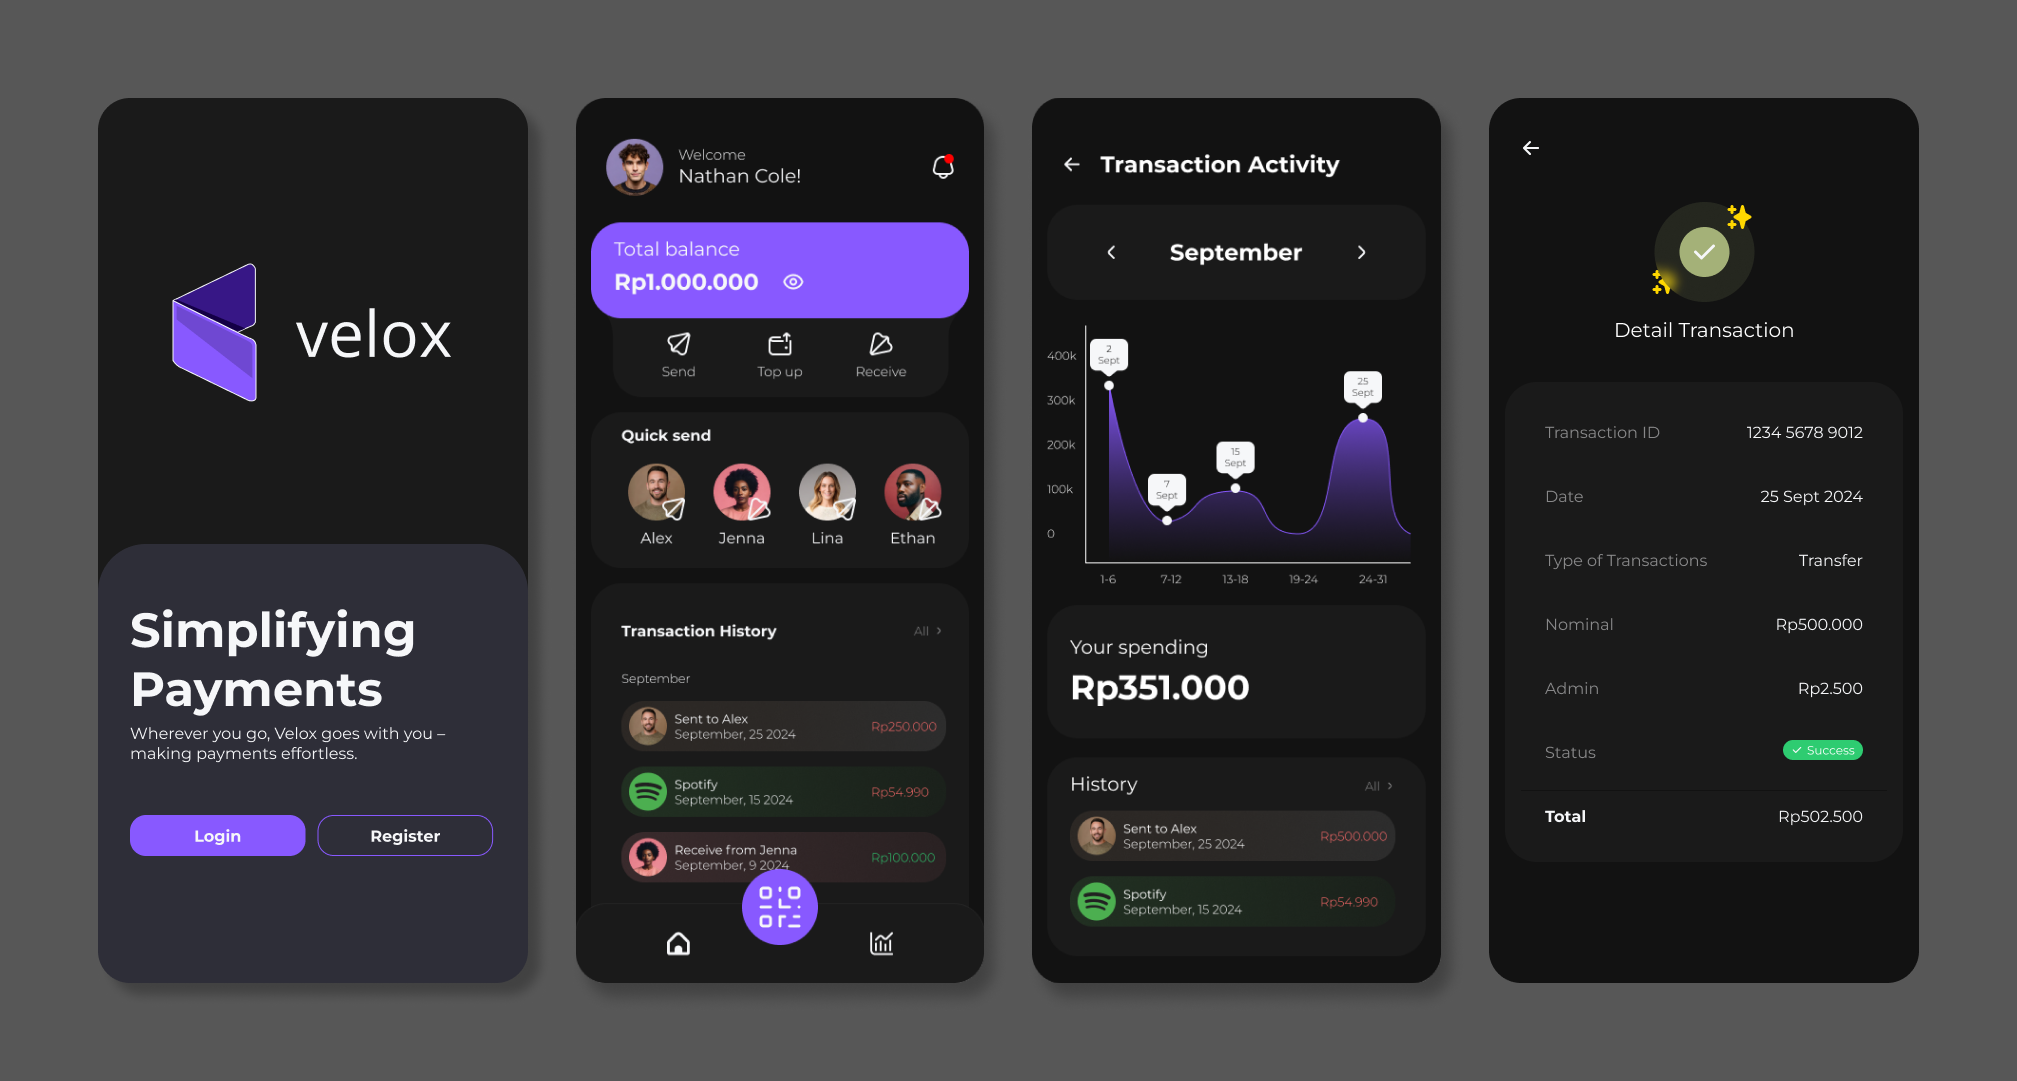 velox
Simplifying
Payments
Wherever you go, Velox goes with you –
making payments effortless.
Login
Register
Welcome
Nathan Cole!
Total balance
Rp1.000.000
Send
Top up
Receive
Quick send
Alex
Jenna
Lina
Ethan
Transaction History
All
September
Sent to Alex
September, 25 2024
Rp250.000
Spotify
September, 15 2024
Rp54.990
Receive from Jenna
September, 9 2024
Rp100.000
Transaction Activity
September
400k
300k
200k
100k
0
2
Sept
7
Sept
15
Sept
25
Sept
1-6
7-12
13-18
19-24
24-31
Your spending
Rp351.000
History
All
Sent to Alex
September, 25 2024
Rp500.000
Spotify
September, 15 2024
Rp54.990
Detail Transaction
Transaction ID
1234 5678 9012
Date
25 Sept 2024
Type of Transactions
Transfer
Nominal
Rp500.000
Admin
Rp2.500
Status
Success
Total
Rp502.500